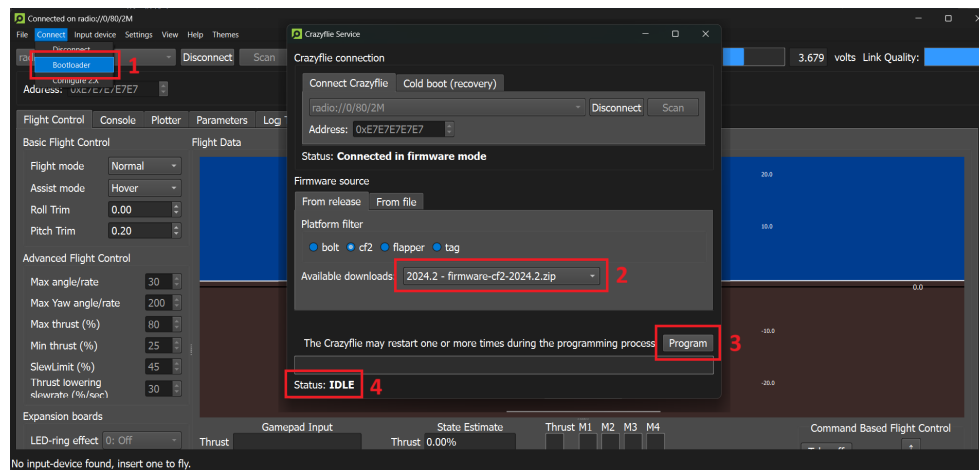 Connected on radio://0/80/2M
File Connect Input device Settings View Help Themes
Disconnect
Bootloader
Configure 2.X
1
Disconnect Scan
3.679 volts Link Quality:
Address: 0xE7E7E7E7E7
Flight Control Console Plotter Parameters Log T
Basic Flight Control
Flight Data
Flight mode Normal
Assist mode Hover
Roll Trim 0.00
Pitch Trim 0.20
Advanced Flight Control
Max angle/rate 30
Max Yaw angle/rate 200
Max thrust (%) 80
Min thrust (%) 25
SlewLimit (%) 45
Thrust lowering
slewrate (%/sec) 30
Expansion boards
LED-ring effect 0: Off
Crazyflie Service
Crazyflie connection
Connect Crazyflie Cold boot (recovery)
radio://0/80/2M Disconnect Scan
Address: 0xE7E7E7E7E7
Status: Connected in firmware mode
Firmware source
From release From file
Platform filter
bolt cf2 flapper tag
Available downloads: 2024.2 - firmware-cf2-2024.2.zip
2
The Crazyflie may restart one or more times during the programming process Program
3
Status: IDLE
4
20.0
10.0
0.0
-10.0
-20.0
Gamepad Input
Thrust
State Estimate
Thrust 0.00%
Thrust M1 M2 M3 M4
Command Based Flight Control
No input-device found, insert one to fly.